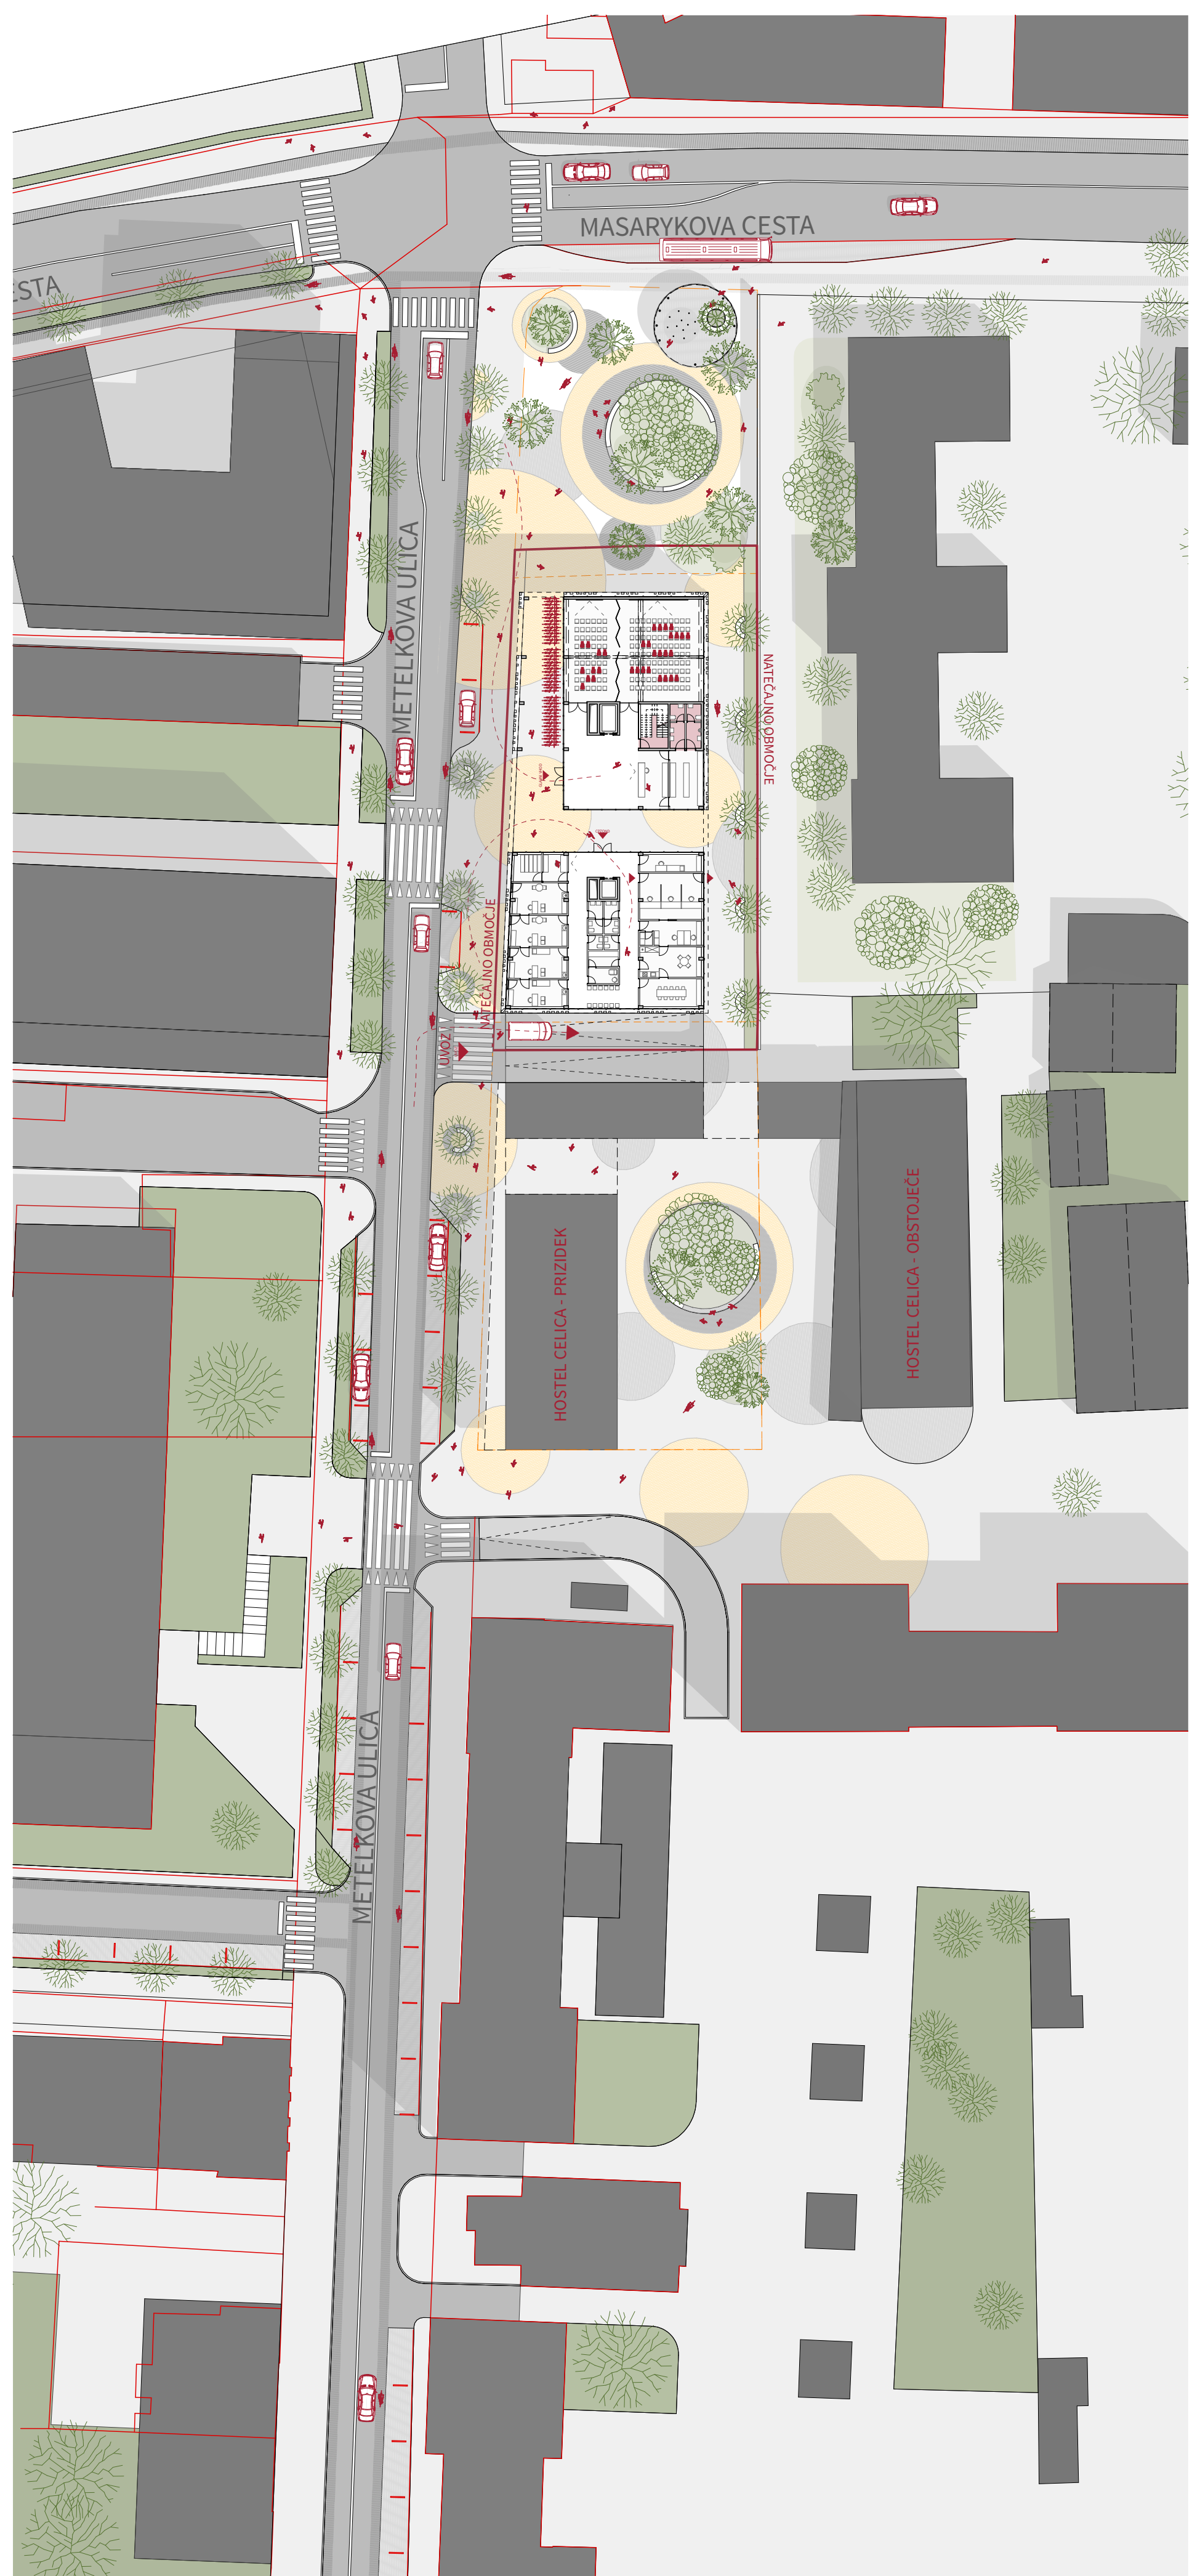 MASARYKOVA CESTA
ESTA
METELKOVA ULICA
NATEČAJNO OBMOČJE
NATEČAJNO OBMOČJE
UVOZ
HOSTEL CELICA - PRIZIDEK
HOSTEL CELICA - OBSTOJEČE
METELKOVA ULICA